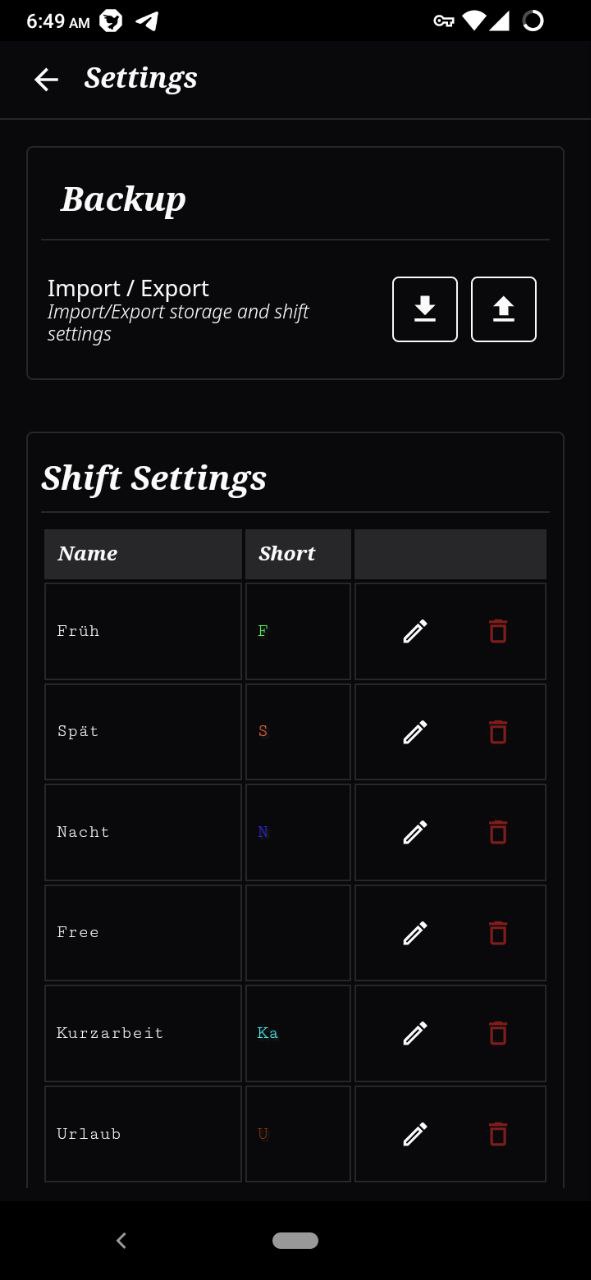 6:49 AM
Settings
Backup
Import / Export
Import/Export storage and shift
settings
Shift Settings
Name Short
Früh F
Spät S
Nacht N
Free
Kurzarbeit Ka
Urlaub U